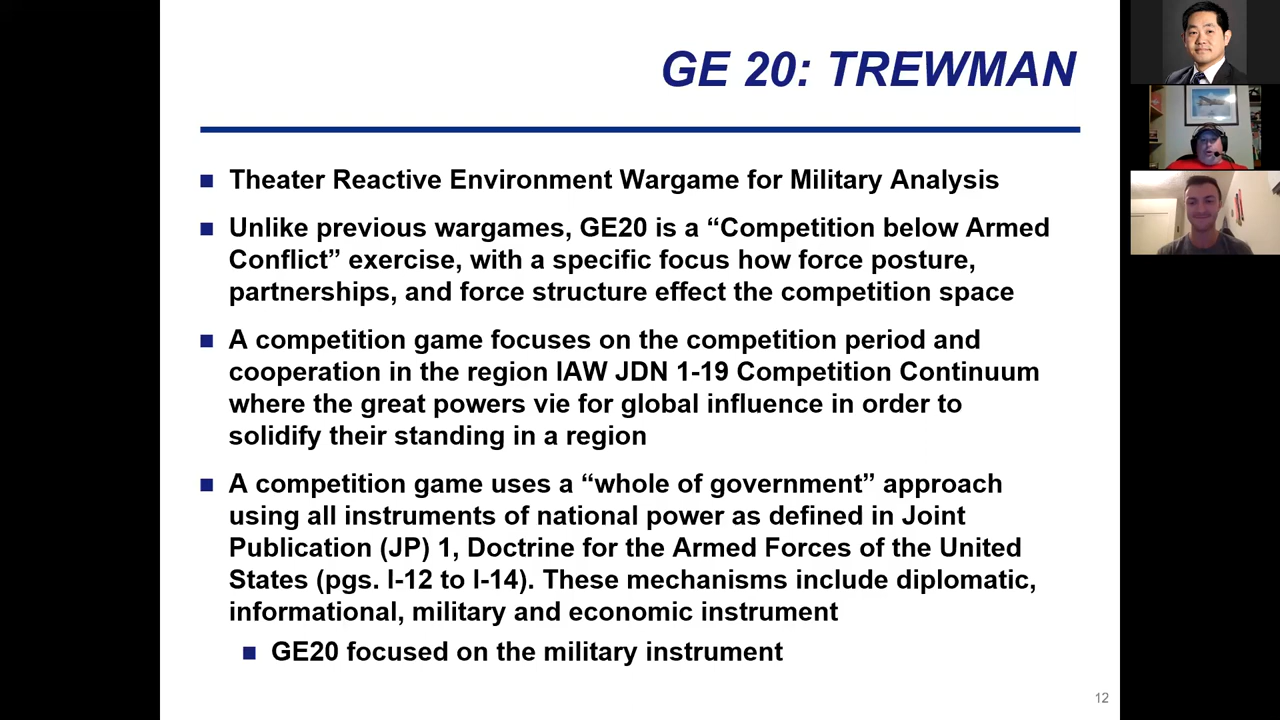 GE 20: TREWMAN
Theater Reactive Environment Wargame for Military Analysis
Unlike previous wargames, GE20 is a “Competition below Armed
Conflict” exercise, with a specific focus how force posture,
partnerships, and force structure effect the competition space
A competition game focuses on the competition period and
cooperation in the region IAW JDN 1-19 Competition Continuum
where the great powers vie for global influence in order to
solidify their standing in a region
A competition game uses a “whole of government” approach
using all instruments of national power as defined in Joint
Publication (JP) 1, Doctrine for the Armed Forces of the United
States (pgs. I-12 to I-14). These mechanisms include diplomatic,
informational, military and economic instrument
GE20 focused on the military instrument
12